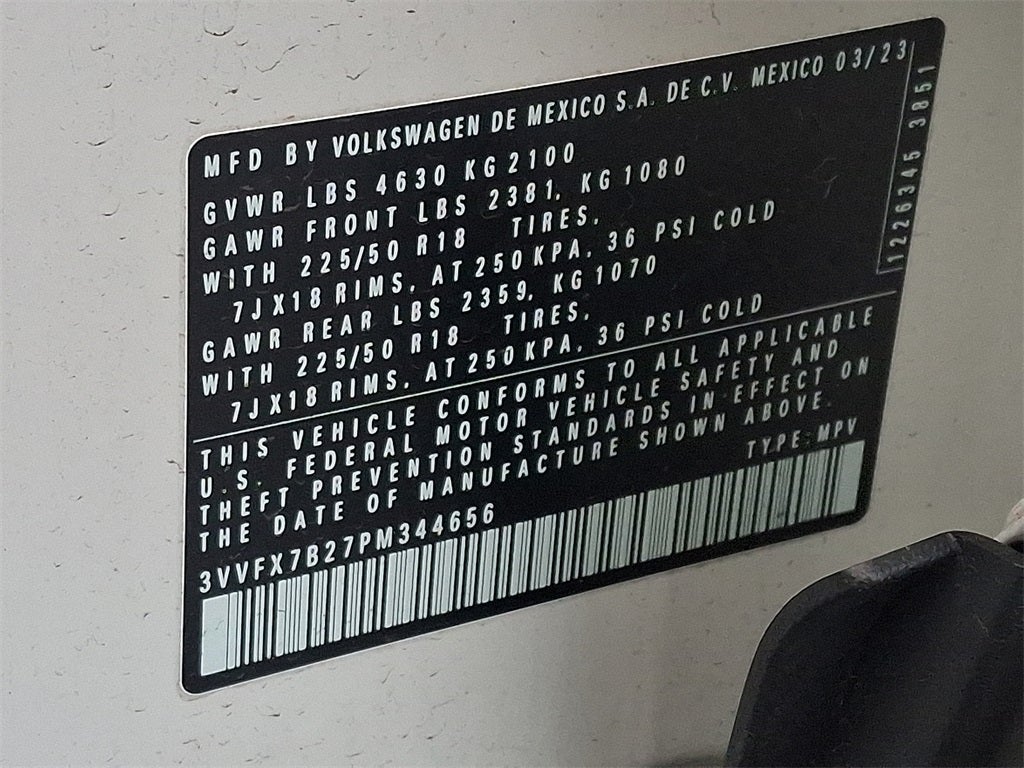 MFD BY VOLKSWAGEN DE MEXICO S.A. DE C.V. MEXICO 03/23
GVWR LBS 4630 KG 2100
GAWR FRONT LBS 2381, KG 1080
WITH 225/50 R18 TIRES,
7JX18 RIMS, AT 250 KPA, 36 PSI COLD
GAWR REAR LBS 2359, KG 1070
WITH 225/50 R18 TIRES,
7JX18 RIMS, AT 250 KPA, 36 PSI COLD
1226345 3851
THIS VEHICLE CONFORMS TO ALL APPLICABLE
U.S. FEDERAL MOTOR VEHICLE SAFETY AND
THEFT PREVENTION STANDARDS IN EFFECT ON
THE DATE OF MANUFACTURE SHOWN ABOVE.
3VVFX7B27PM344656 TYPE:MPV